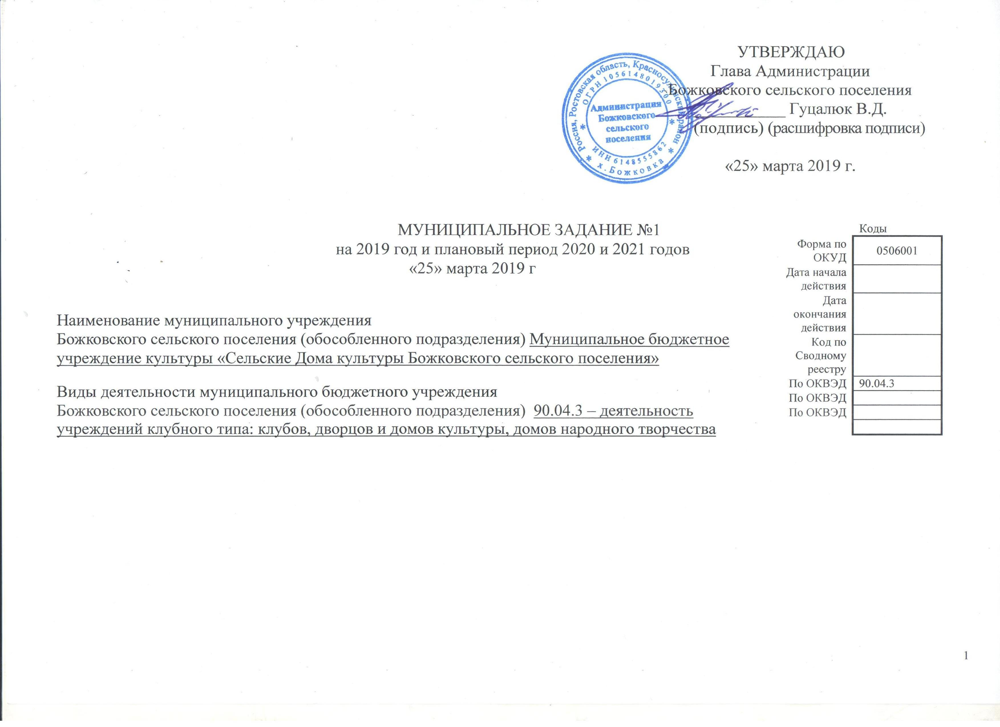 УТВЕРЖДАЮ
Глава Администрации
Божковского сельского поселения
____________ Гуцалюк В.Д.
(подпись) (расшифровка подписи)
«25» марта 2019 г.
Россия, Ростовская область, Красносулинский район
х. Божковка
ОГРН 1056148019300
ИНН 6148555862
Администрация
Божковского
сельского
поселения
МУНИЦИПАЛЬНОЕ ЗАДАНИЕ №1
на 2019 год и плановый период 2020 и 2021 годов
«25» марта 2019 г
Коды
Форма по
ОКУД
0506001
Дата начала
действия
Дата
окончания
действия
Код по
Сводному
реестру
По ОКВЭД 90.04.3
По ОКВЭД
По ОКВЭД
Наименование муниципального учреждения
Божковского сельского поселения (обособленного подразделения) Муниципальное бюджетное
учреждение культуры «Сельские Дома культуры Божковского сельского поселения»
Виды деятельности муниципального бюджетного учреждения
Божковского сельского поселения (обособленного подразделения) 90.04.3 – деятельность
учреждений клубного типа: клубов, дворцов и домов культуры, домов народного творчества
1